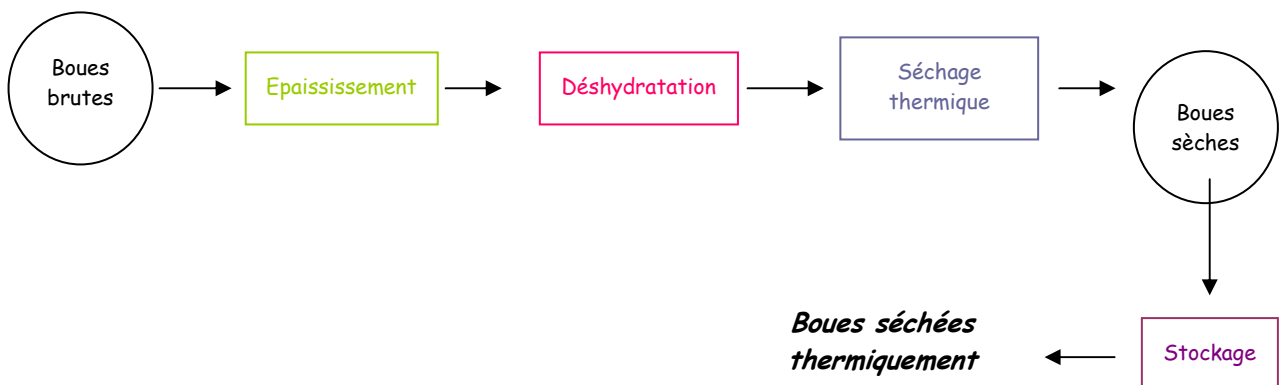 Boues
brutes
Epaississement
Déshydratation
Séchage
thermique
Boues
sèches
Boues séchées
thermiquement
Stockage